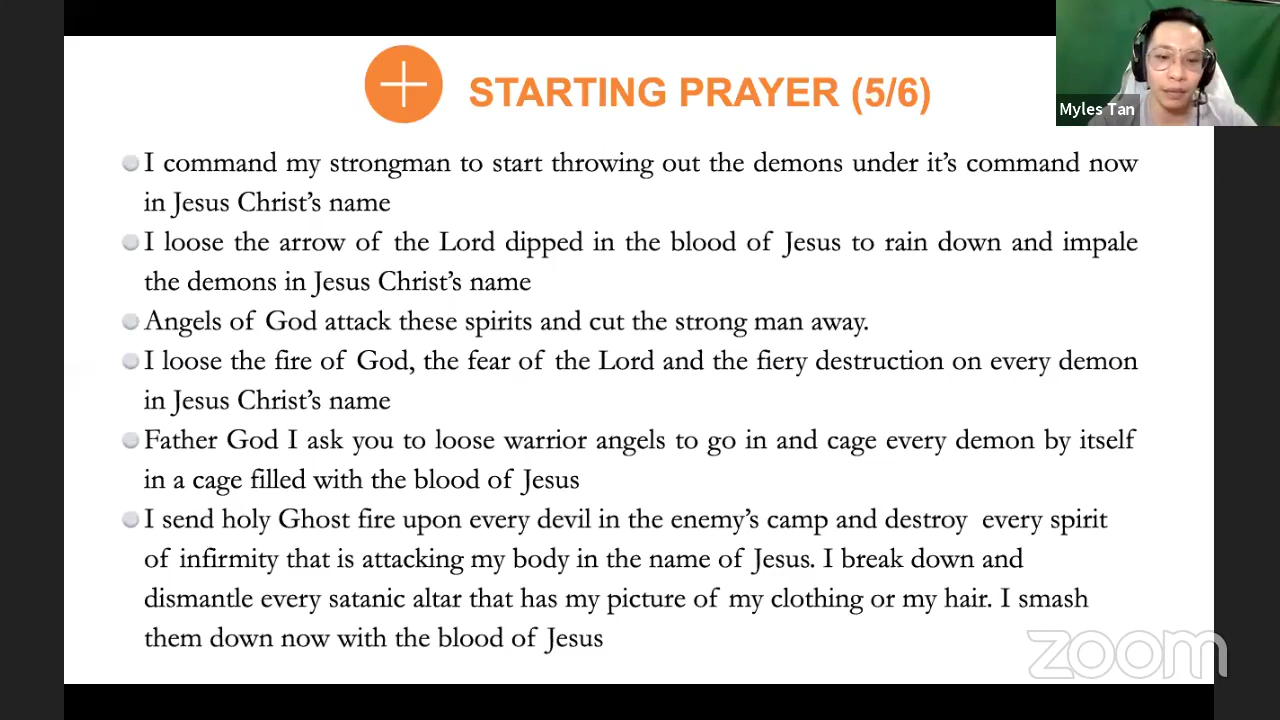 STARTING PRAYER (5/6)
Myles Tan
I command my strongman to start throwing out the demons under it's command now
in Jesus Christ's name
I loose the arrow of the Lord dipped in the blood of Jesus to rain down and impale
the demons in Jesus Christ's name
Angels of God attack these spirits and cut the strong man away.
I loose the fire of God, the fear of the Lord and the fiery destruction on every demon
in Jesus Christ's name
Father God I ask you to loose warrior angels to go in and cage every demon by itself
in a cage filled with the blood of Jesus
I send holy Ghost fire upon every devil in the enemy's camp and destroy every spirit
of infirmity that is attacking my body in the name of Jesus. I break down and
dismantle every satanic altar that has my picture of my clothing or my hair. I smash
them down now with the blood of Jesus
zoom